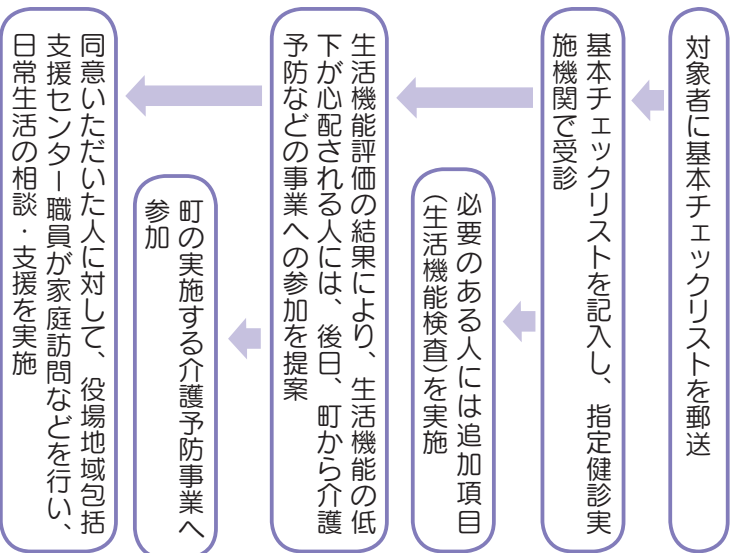 対象者に基本チェックリストを郵送
基本チェックリストを記入し、指定健診実
施機関で受診
必要のある人には追加項目
（生活機能検査）を実施
生活機能評価の結果により、生活機能の低
下が心配される人には、後日、町から介護
予防などの事業への参加を提案
町の実施する介護予防事業へ
参加
同意いただいた人に対して、役場地域包括
支援センター職員が家庭訪問などを行い、
日常生活の相談・支援を実施